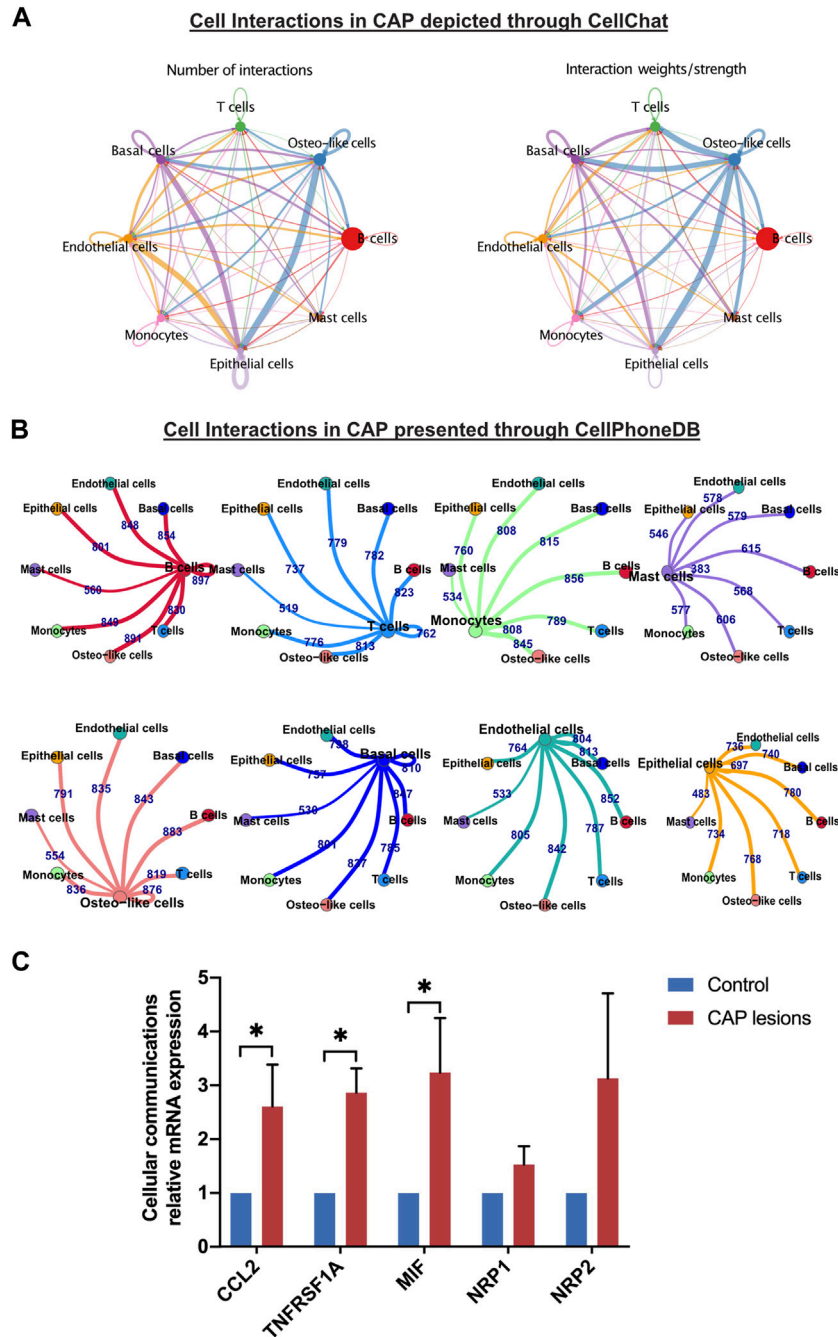 A
Cell Interactions in CAP depicted through CellChat
Number of interactions
T cells
Osteo-like cells
Basal cells
Endothelial cells
B cells
Monocytes
Mast cells
Epithelial cells
Interaction weights/strength
T cells
Osteo-like cells
Basal cells
Endothelial cells
B cells
Monocytes
Mast cells
Epithelial cells
B
Cell Interactions in CAP presented through CellPhoneDB
Endothelial cells
Epithelial cells
Basal cells
848
854
801
Mast cells
B cells
897
560
849
830
Monocytes
T cells
891
Osteo-like cells
Endothelial cells
Epithelial cells
Basal cells
779
782
737
Mast cells
B cells
823
519
Monocytes
T cells
776
813
762
Osteo-like cells
Endothelial cells
Epithelial cells
Basal cells
808
760
815
Mast cells
534
856
B cells
Monocytes
789
T cells
808
845
Osteo-like cells
Endothelial cells
578
Epithelial cells
579
Basal cells
546
615
Mast cells
383
B cells
568
577
606
Monocytes
T cells
Osteo-like cells
Endothelial cells
Epithelial cells
Basal cells
835
791
843
Mast cells
883
B cells
554
Monocytes
819
T cells
836
876
Osteo-like cells
Endothelial cells
798
Basal cells
Epithelial cells
810
757
847
Mast cells
530
B cells
801
785
827
Monocytes
T cells
Osteo-like cells
Endothelial cells
804
764
813
Epithelial cells
Basal cells
533
852
Mast cells
B cells
805
787
842
Monocytes
T cells
Osteo-like cells
Endothelial cells
736
740
Epithelial cells
697
Basal cells
483
780
Mast cells
B cells
734
718
768
Monocytes
T cells
Osteo-like cells
C
Cellular communications
relative mRNA expression
5
4
3
2
1
0
*
*
*
CCL2
TNFRSF1A
MIF
NRP1
NRP2
Control
CAP lesions